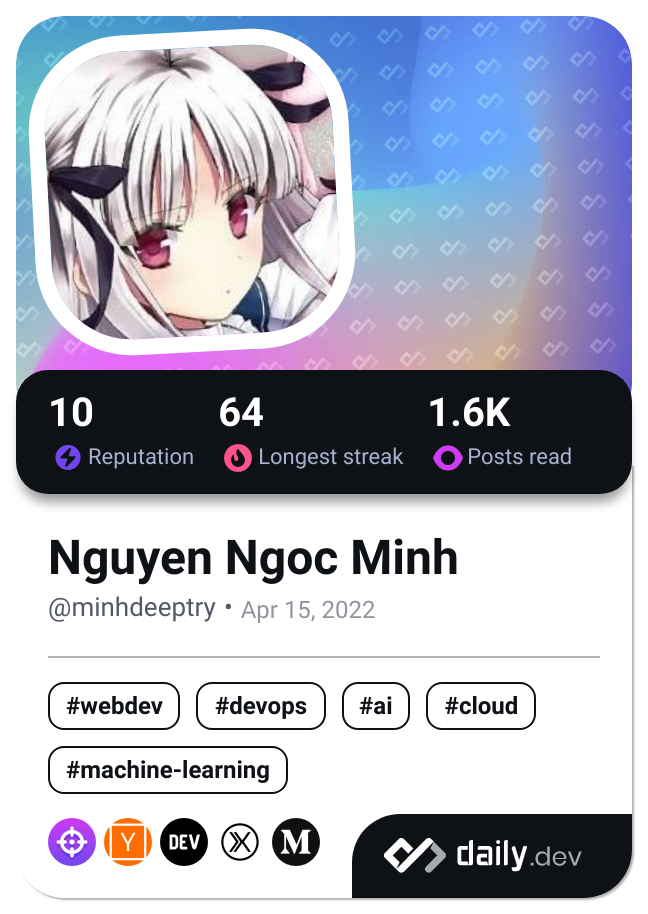 10 64 1.6K
Reputation Longest streak Posts read
Nguyen Ngoc Minh
@minhdeeptry • Apr 15, 2022
#webdev #devops #ai #cloud
#machine-learning
Y DEV M daily.dev